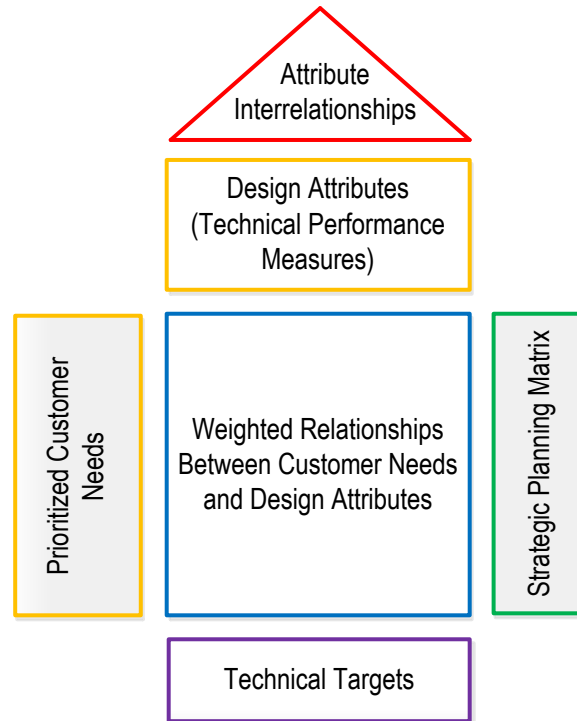 Attribute
Interrelationships
Design Attributes
(Technical Performance
Measures)
Prioritized Customer
Needs
Weighted Relationships
Between Customer Needs
and Design Attributes
Strategic Planning Matrix
Technical Targets